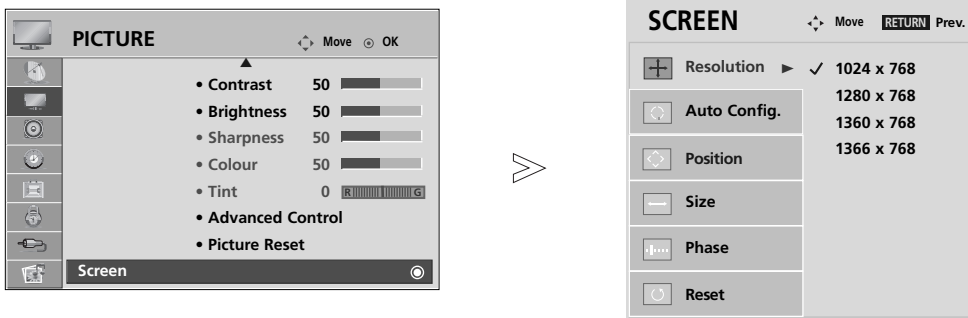 PICTURE Move OK
• Contrast 50
• Brightness 50
• Sharpness 50
• Colour 50
• Tint 0 R G
• Advanced Control
• Picture Reset
Screen
SCREEN Move RETURN Prev.
Resolution ► ✓ 1024 x 768
1280 x 768
Auto Config.
1360 x 768
1366 x 768
Position
Size
Phase
Reset